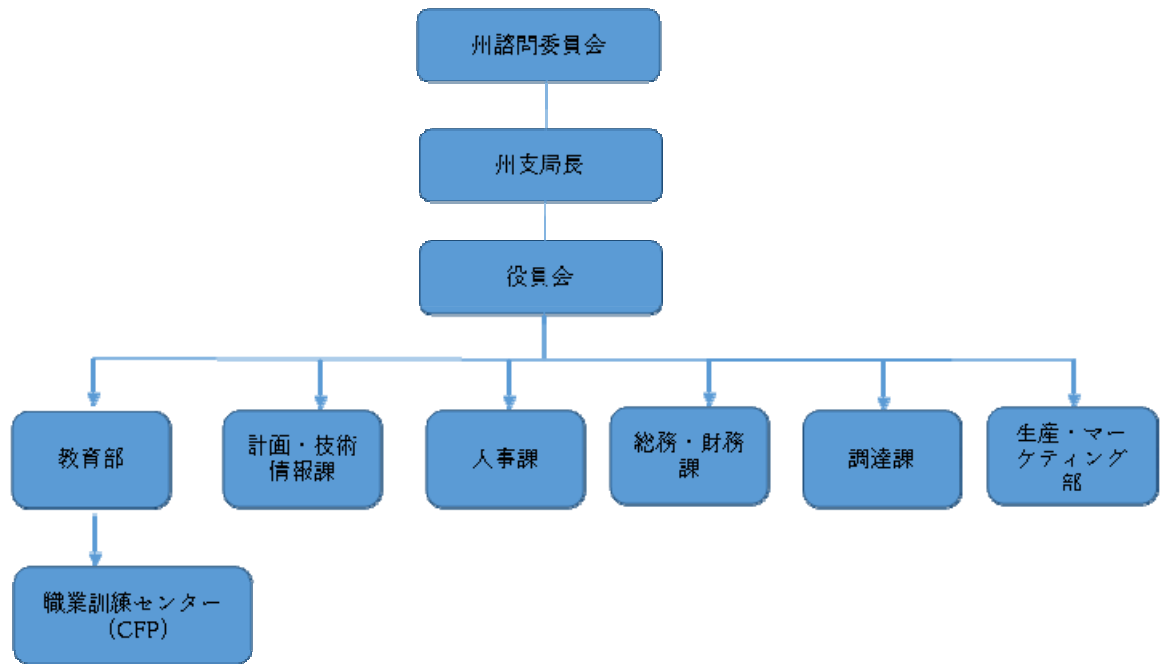 州諮問委員会
州支局長
役員会
教育部
計画・技術
情報課
人事課
総務・財務
課
調達課
生産・マー
ケティング
部
職業訓練センター
(CFP)